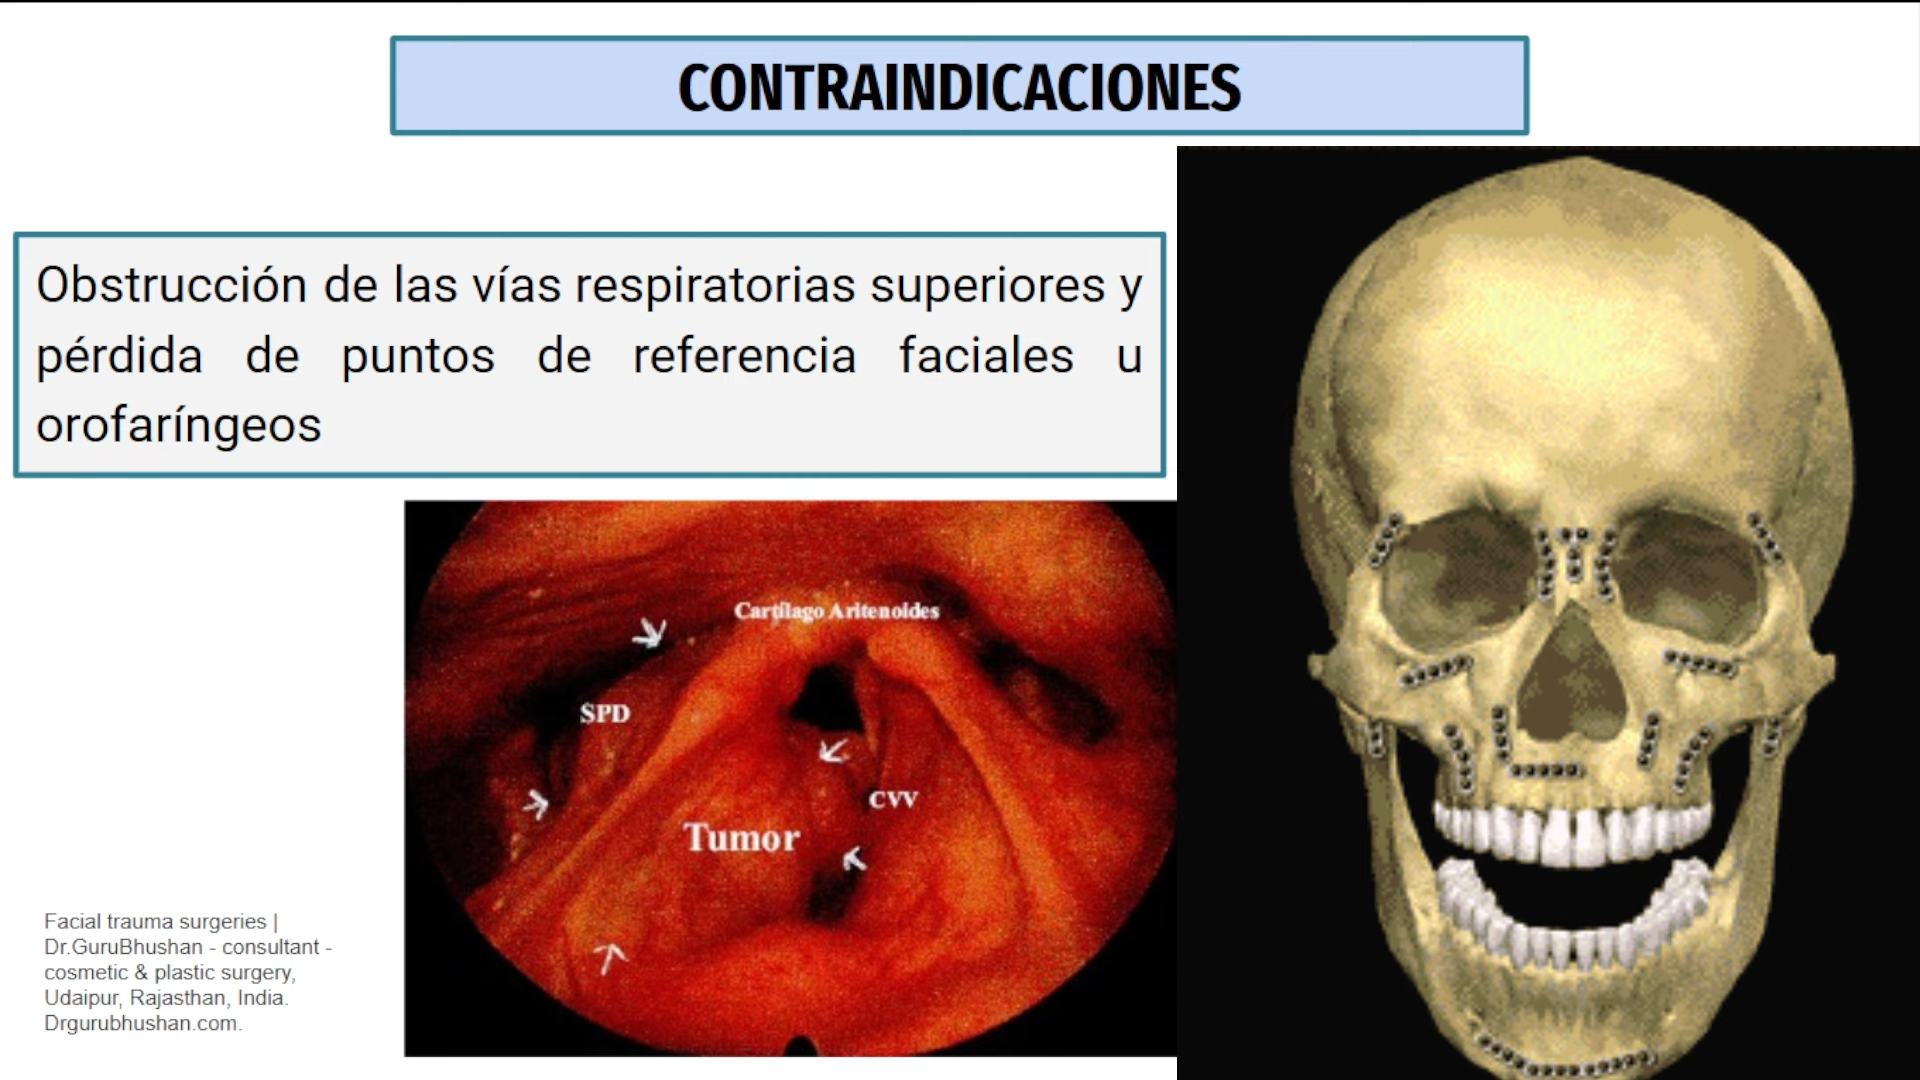 CONTRAINDICACIONES
Obstrucción de las vías respiratorias superiores y
pérdida de puntos de referencia faciales u
orofaríngeos
Cartílago Aritenoides
SPD
CVV
Tumor
Facial trauma surgeries |
Dr.GuruBhushan - consultant -
cosmetic & plastic surgery,
Udaipur, Rajasthan, India.
Drgurubhushan.com.